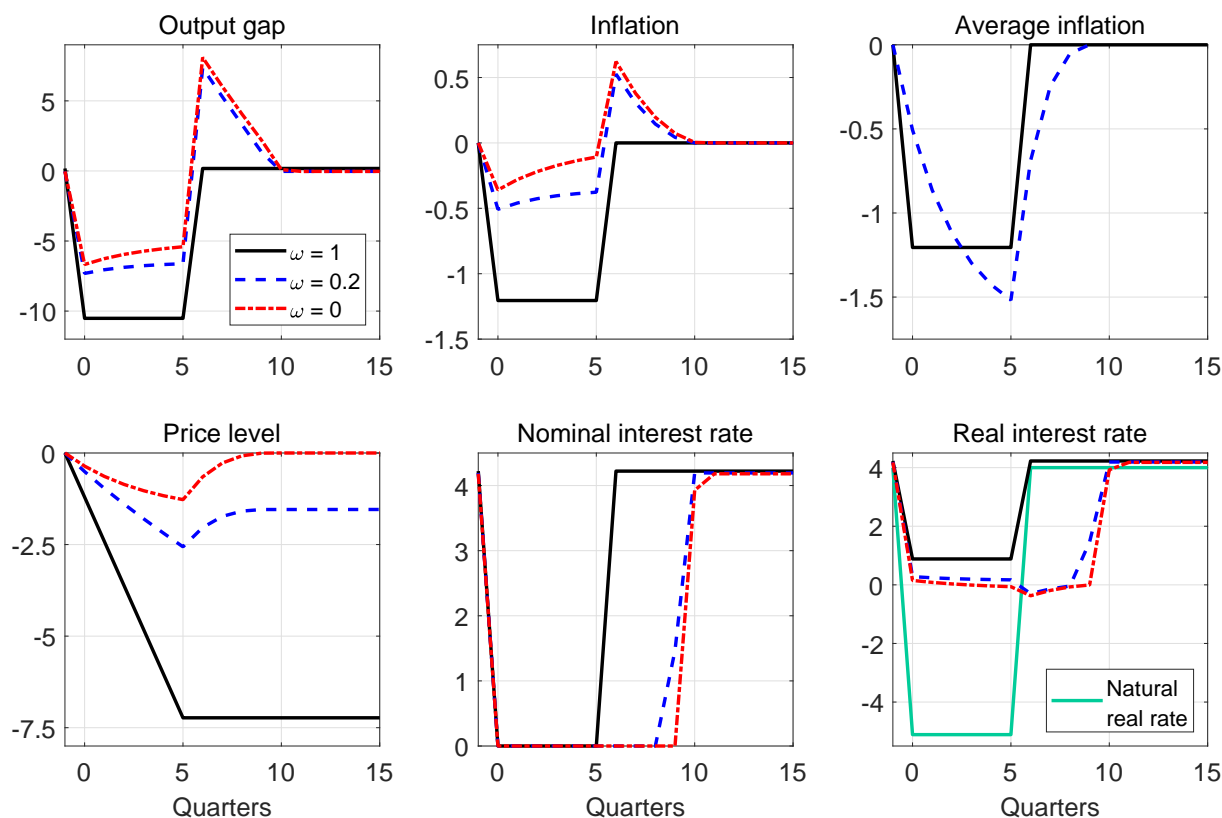 Output gap
Inflation
Average inflation
5
0
-5
-10
ω = 1
ω = 0.2
ω = 0
0 5 10 15
0.5
0
-0.5
-1
-1.5
0 5 10 15
0
-0.5
-1
-1.5
0 5 10 15
Price level
Nominal interest rate
Real interest rate
0
-2.5
-5
-7.5
0 5 10 15
Quarters
4
3
2
1
0
0 5 10 15
Quarters
4
2
0
-2
-4
Natural
real rate
0 5 10 15
Quarters